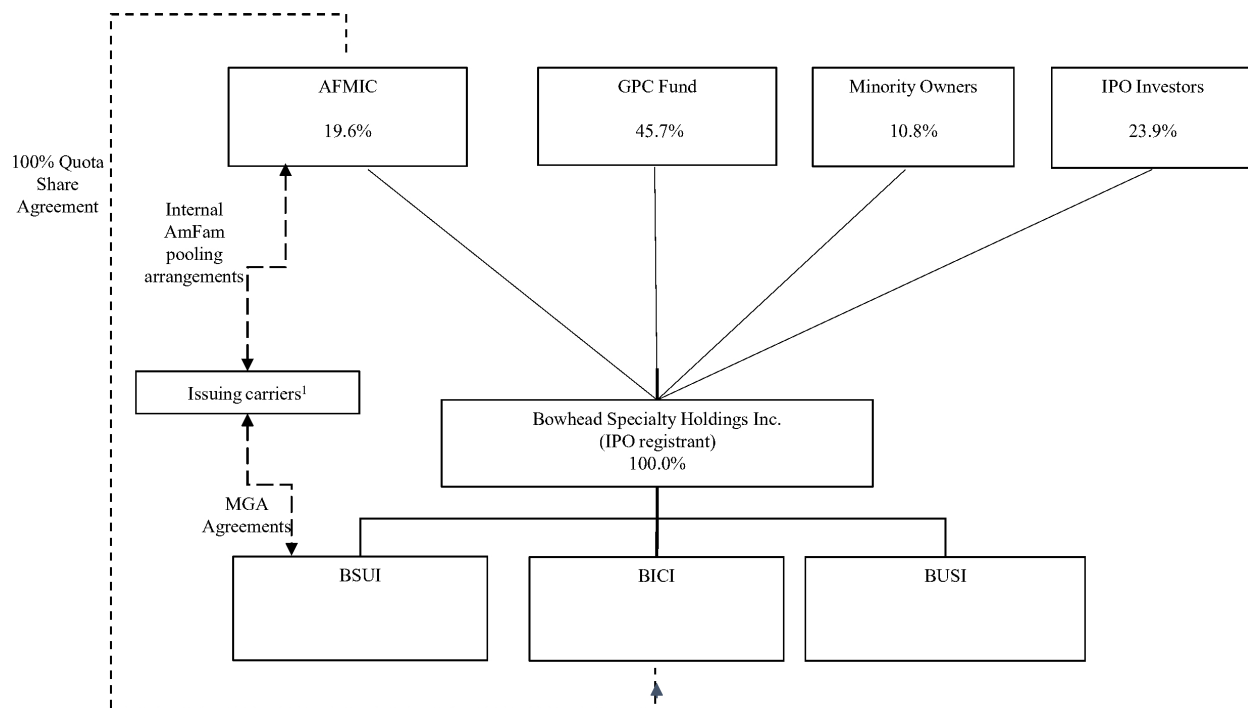 AFMIC
19.6%
GPC Fund
45.7%
Minority Owners
10.8%
IPO Investors
23.9%
100% Quota
Share
Agreement
Internal
AmFam
pooling
arrangements
Issuing carriers¹
Bowhead Specialty Holdings Inc.
(IPO registrant)
100.0%
MGA
Agreements
BSUI
BICI
BUSI